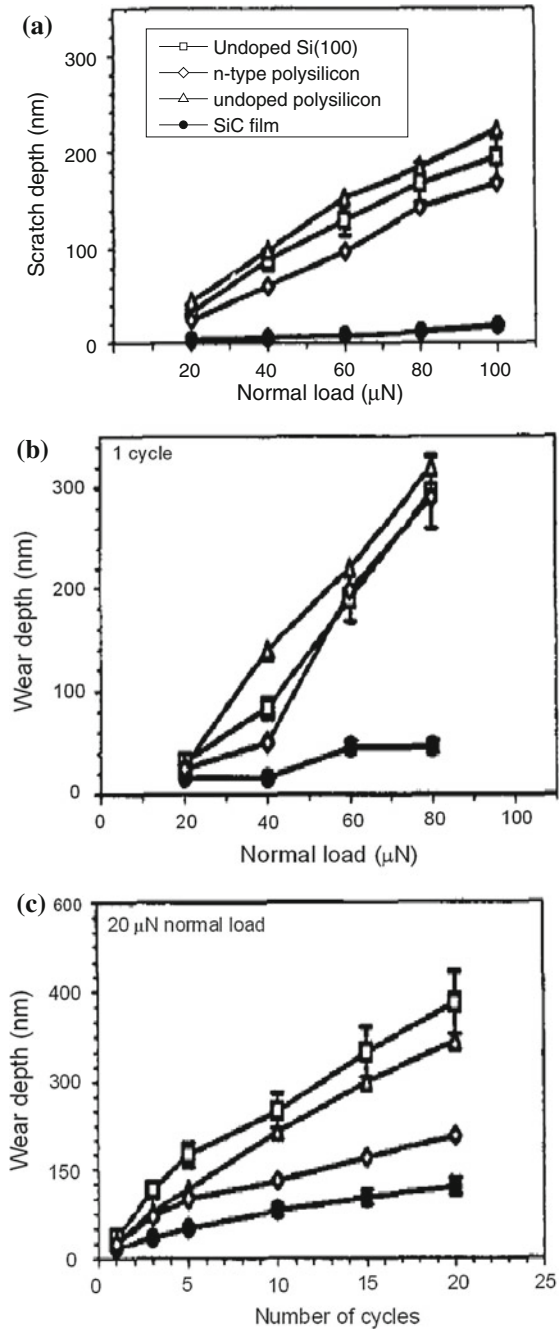 (a)
Undoped Si(100)
n-type polysilicon
undoped polysilicon
SiC film
Scratch depth (nm)
300
200
100
0
20 40 60 80 100
Normal load (μN)
(b)
1 cycle
Wear depth (nm)
300
200
100
0
0 20 40 60 80 100
Normal load (μN)
(c)
20 μN normal load
Wear depth (nm)
600
400
300
150
0
0 5 10 15 20 25
Number of cycles